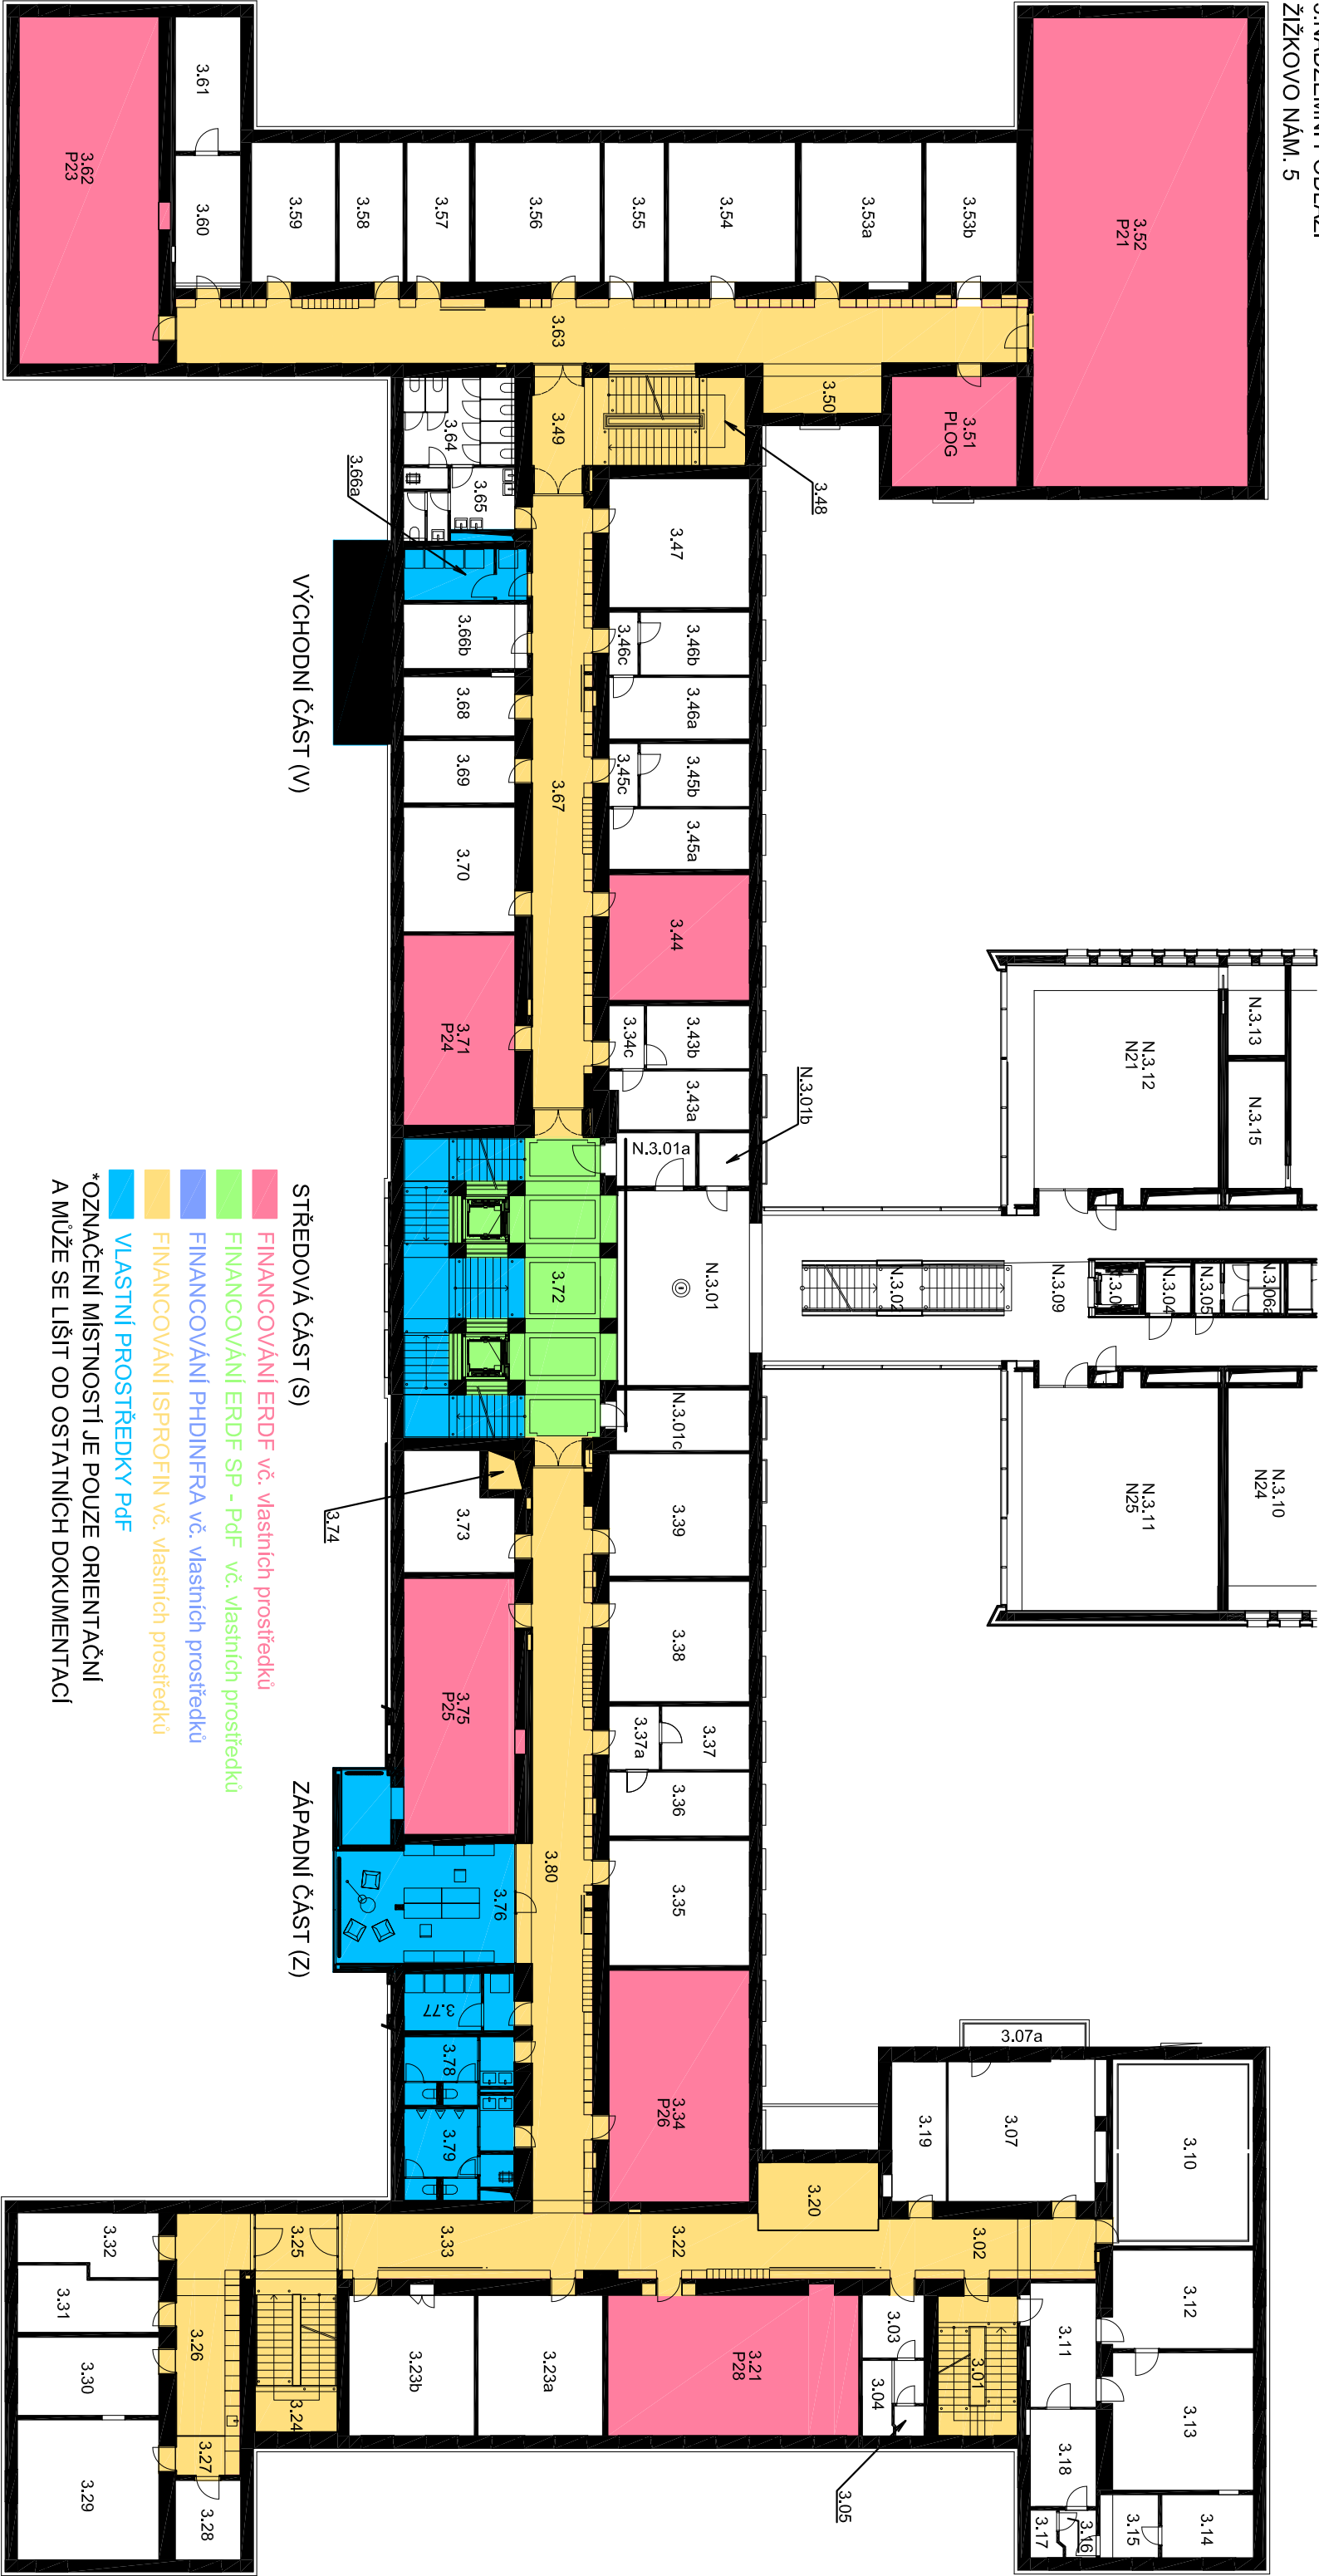 ŽIŽKOVO NÁM. 5
3.52
P21
3.51
PLOG
3.53b
3.53a
3.54
3.55
3.56
3.57
3.58
3.59
3.60
3.61
3.62
P23
3.63
3.50
3.48
3.49
3.64
3.65
3.66a
3.66b
3.47
3.46b
3.46c
3.46a
3.45b
3.45c
3.45a
3.44
3.43b
3.34c
3.43a
3.67
3.68
3.69
3.70
3.71
P24
VÝCHODNÍ ČÁST (V)
N.3.13
N.3.15
N.3.12
N21
N.3.01b
N.3.01a
N.3.01
N.3.01c
N.3.02
N.3.09
N.3.04
N.3.05
N.3.06a
N.3.11
N25
N.3.10
N24
3.72
STŘEDOVÁ ČÁST (S)
FINANCOVÁNÍ ERDF vč. vlastních prostředků
FINANCOVÁNÍ ERDF SP - PdF vč. vlastních prostředků
FINANCOVÁNÍ PHDINFRA vč. vlastních prostředků
FINANCOVÁNÍ ISPROFIN vč. vlastních prostředků
VLASTNÍ PROSTŘEDKY PdF
*OZNAČENÍ MÍSTNOSTÍ JE POUZE ORIENTAČNÍ
A MŮŽE SE LIŠIT OD OSTATNÍCH DOKUMENTACÍ
3.39
3.38
3.37
3.37a
3.36
3.35
3.34
P26
3.73
3.74
3.75
P25
3.80
3.76
3.77
3.78
3.79
ZÁPADNÍ ČÁST (Z)
3.07a
3.07
3.19
3.10
3.20
3.02
3.22
3.33
3.25
3.32
3.12
3.11
3.13
3.18
3.14
3.15
3.16
3.17
3.01
3.03
3.04
3.05
3.21
P28
3.23a
3.23b
3.24
3.26
3.27
3.28
3.31
3.30
3.29